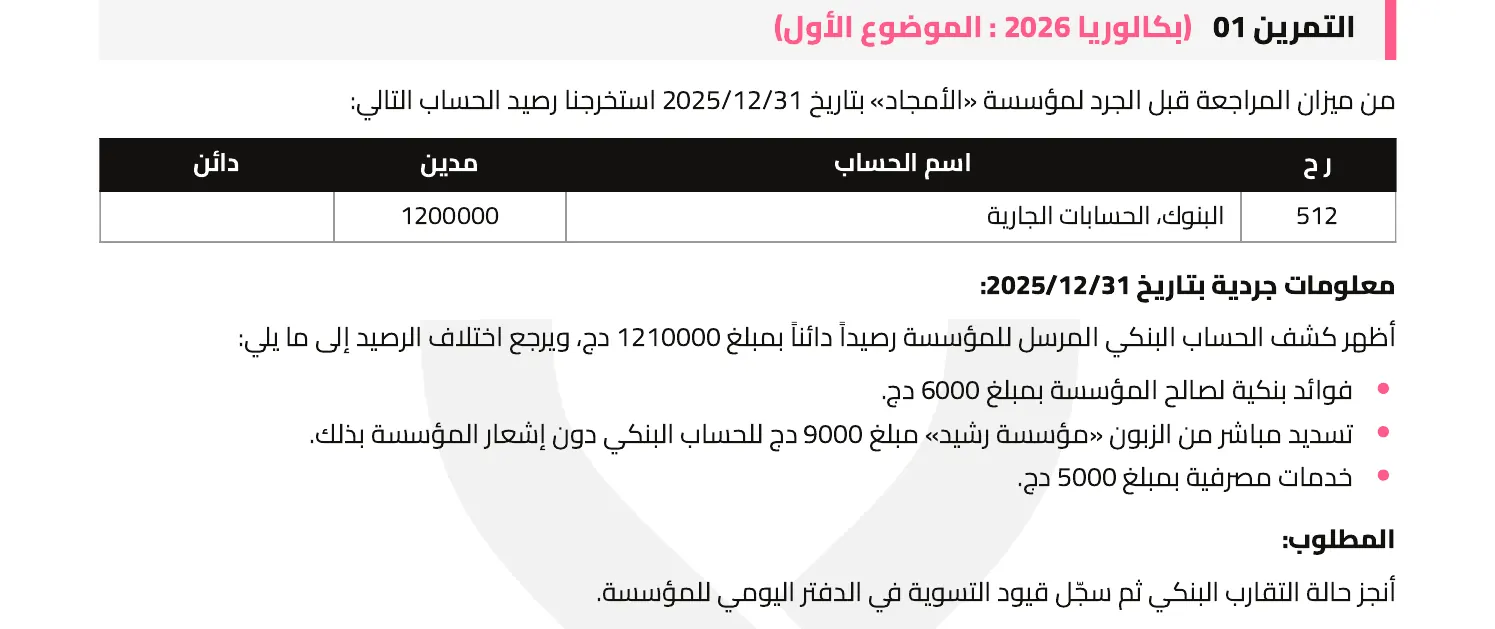 التمرين 01 (بكالوريا 2026 : الموضوع الأول)
من ميزان المراجعة قبل الجرد لمؤسسة «الأمجاد» بتاريخ 2025/12/31 استخرجنا رصيد الحساب التالي:
ر ح اسم الحساب مدين دائن
512 البنوك، الحسابات الجارية 1200000
معلومات جردية بتاريخ 2025/12/31:
أظهر كشف الحساب البنكي المرسل للمؤسسة رصيداً دائناً بمبلغ 1210000 دج، ويرجع اختلاف الرصيد إلى ما يلي:
• فوائد بنكية لصالح المؤسسة بمبلغ 6000 دج.
• تسديد مباشر من الزبون «مؤسسة رشيد» مبلغ 9000 دج للحساب البنكي دون إشعار المؤسسة بذلك.
• خدمات مصرفية بمبلغ 5000 دج.
المطلوب:
أنجز حالة التقارب البنكي ثم سجّل قيود التسوية في الدفتر اليومي للمؤسسة.